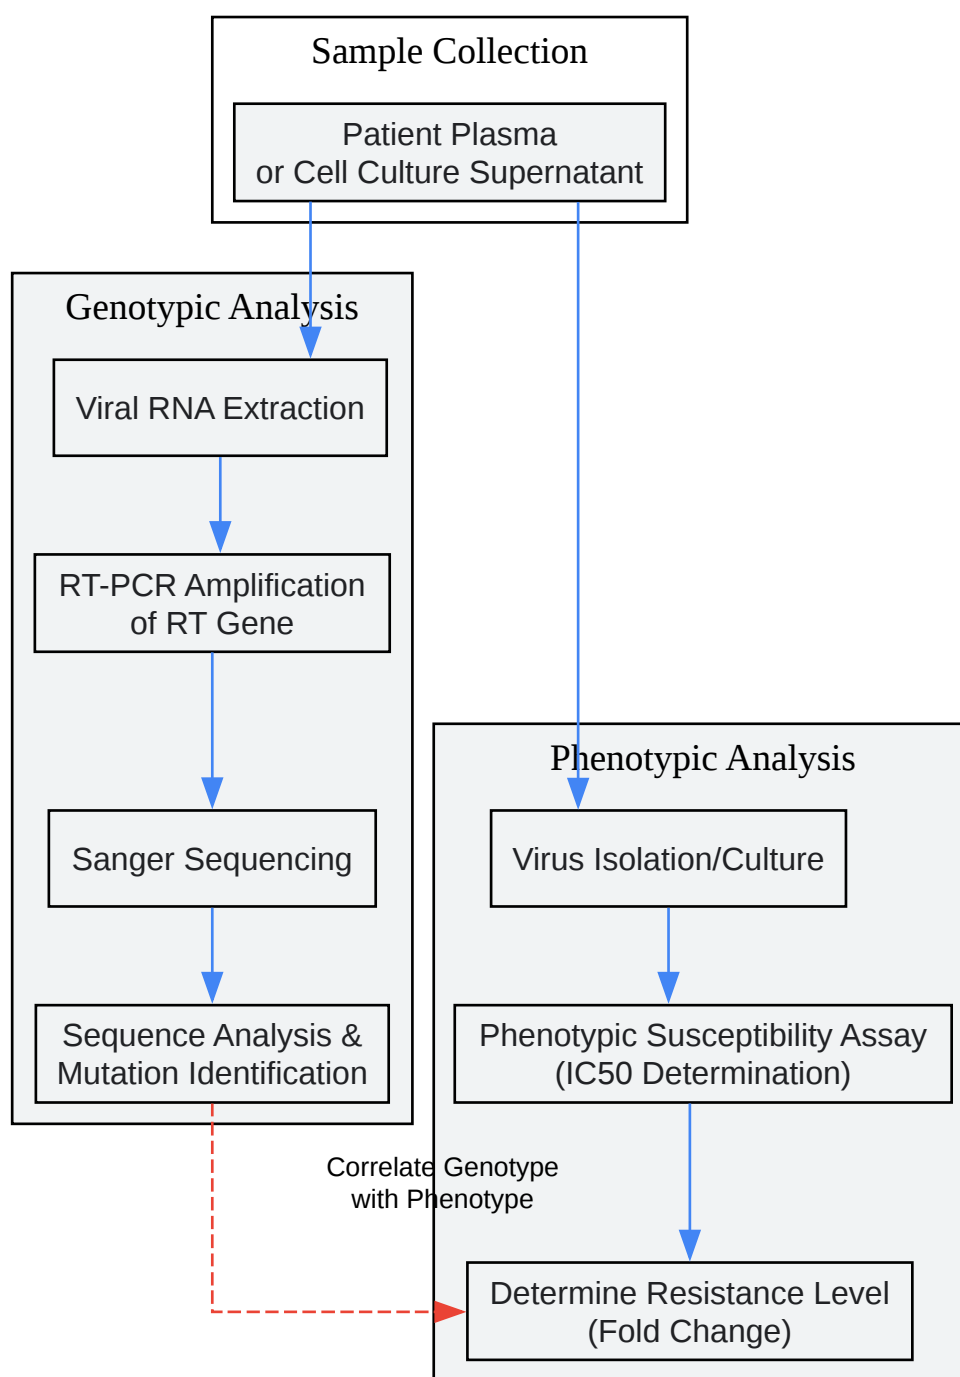 Sample Collection
Patient Plasma
or Cell Culture Supernatant
Genotypic Analysis
Viral RNA Extraction
RT-PCR Amplification
of RT Gene
Sanger Sequencing
Sequence Analysis &
Mutation Identification
Phenotypic Analysis
Virus Isolation/Culture
Phenotypic Susceptibility Assay
(IC50 Determination)
Correlate Genotype
with Phenotype
Determine Resistance Level
(Fold Change)